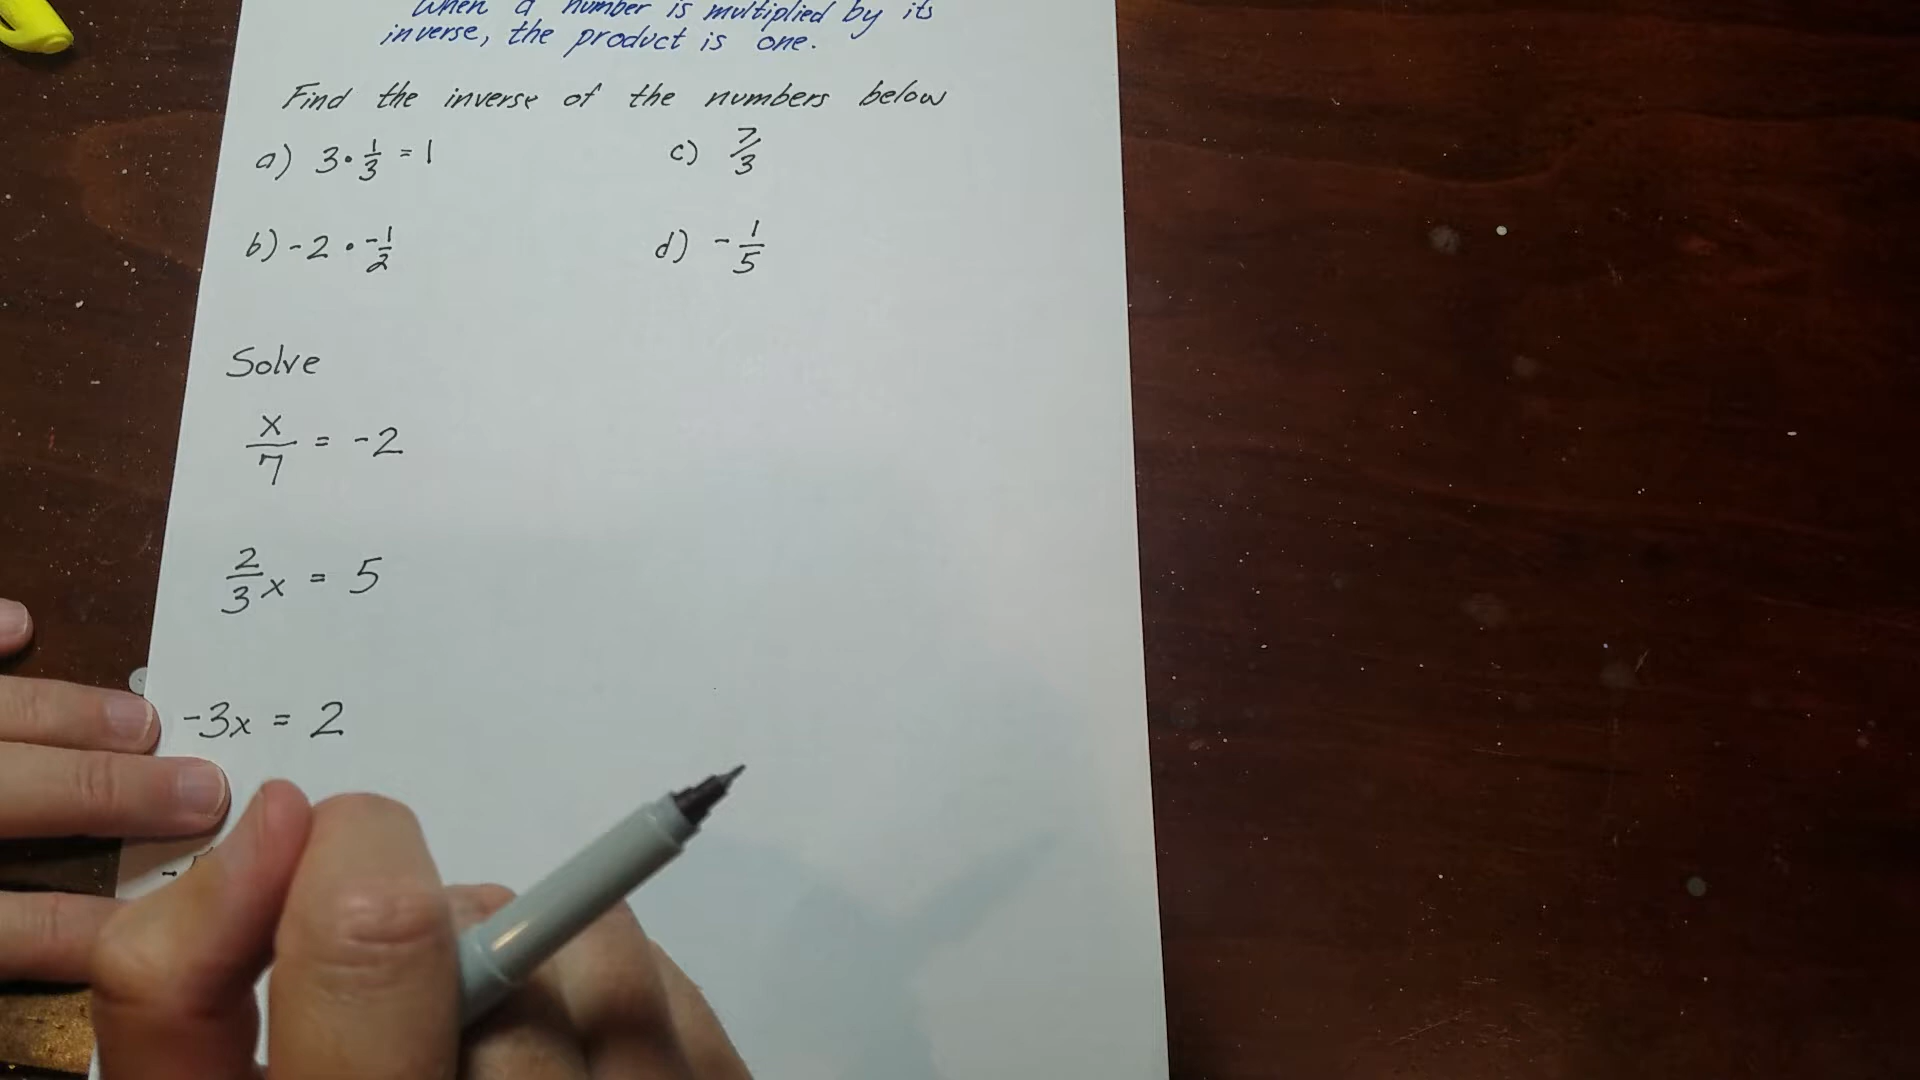 when a number is multiplied by its
inverse, the product is one.
Find the inverse of the numbers below
a) 3 · 1/3 = 1
c) 7/3
b) -2 · -1/2
d) - 1/5
Solve
x/7 = -2
2/3 x = 5
-3x = 2